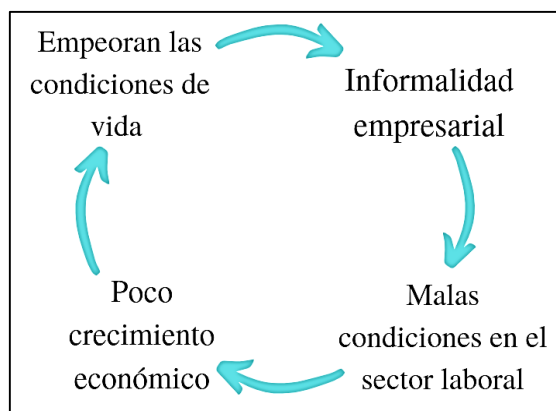 Empeoran las
condiciones de
vida
Informalidad
empresarial
Malas
condiciones en el
sector laboral
Poco
crecimiento
económico